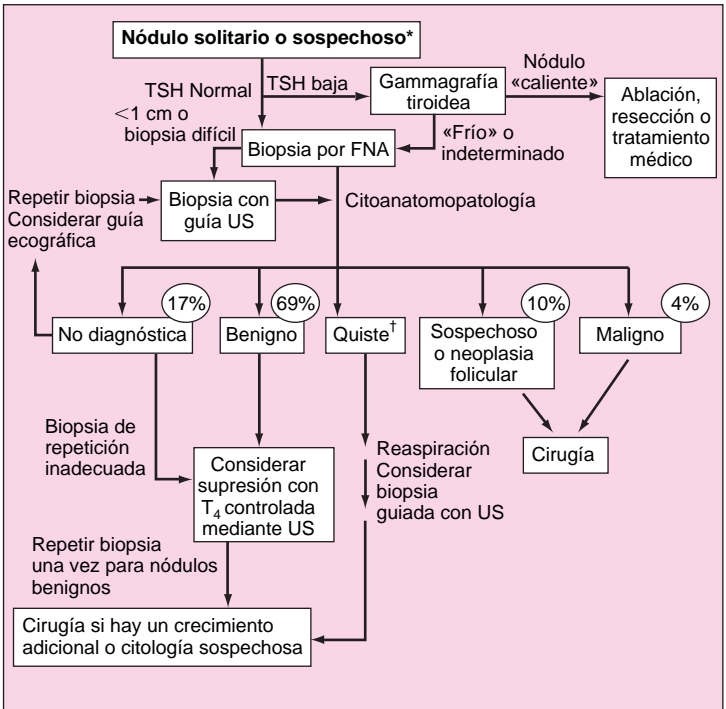 Nódulo solitario o sospechoso*
TSH Normal
<1 cm o
biopsia difícil
TSH baja
Gammagrafía
tiroidea
Nódulo
«caliente»
Ablación,
resección o
tratamiento
médico
«Frío» o
indeterminado
Biopsia por FNA
Repetir biopsia
Considerar guía
ecográfica
Biopsia con
guía US
Citoanatomopatología
17%
No diagnóstica
69%
Benigno
Quiste†
10%
Sospechoso
o neoplasia
folicular
4%
Maligno
Biopsia de
repetición
inadecuada
Considerar
supresión con
T4 controlada
mediante US
Reaspiración
Considerar
biopsia
guiada con US
Cirugía
Repetir biopsia
una vez para nódulos
benignos
Cirugía si hay un crecimiento
adicional o citología sospechosa